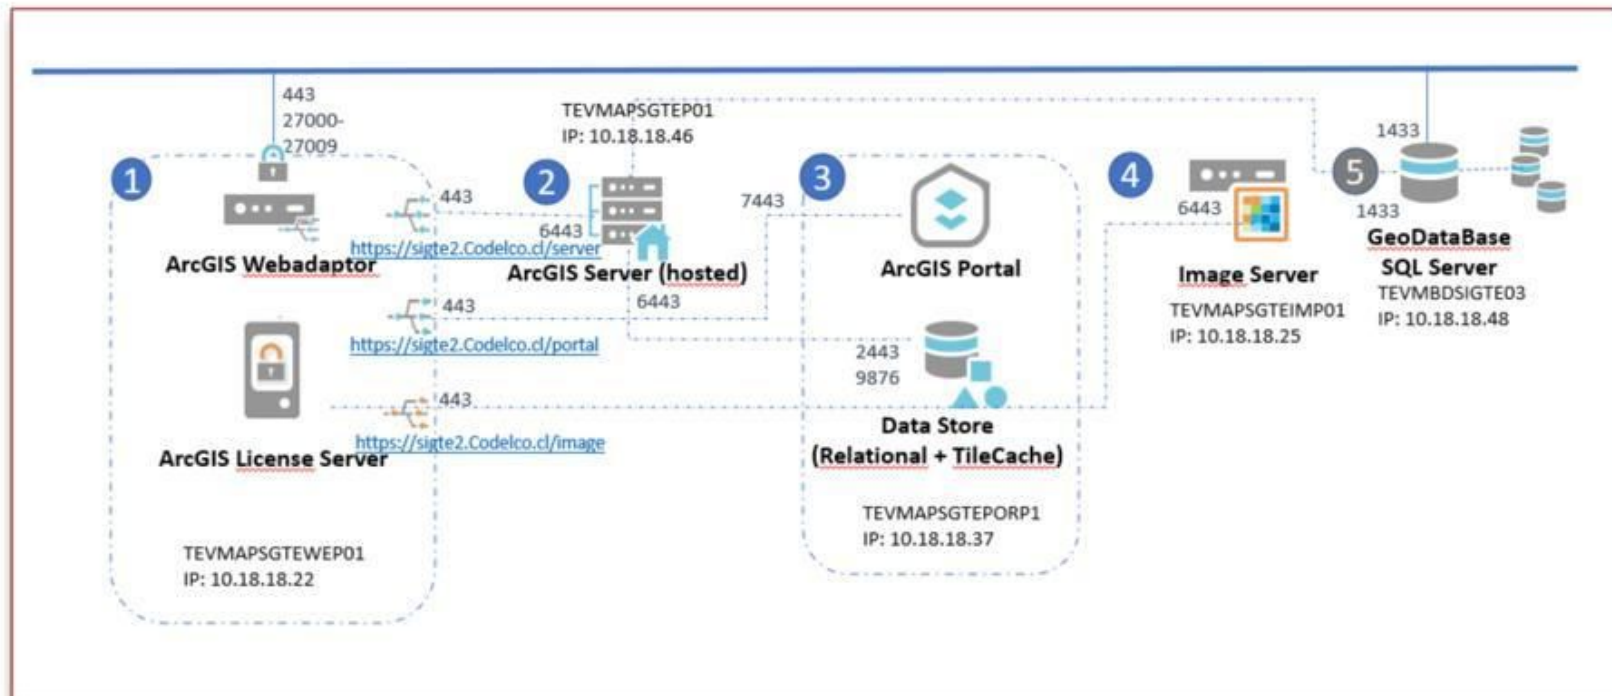 443
27000-
27009
1
443
https://sigte2.Codelco.cl/server
ArcGIS Webadaptor
443
https://sigte2.Codelco.cl/portal
443
https://sigte2.Codelco.cl/image
ArcGIS License Server
TEVMAPSGTEWEP01
IP: 10.18.18.22
TEVMAPSGTEP01
IP: 10.18.18.46
2
6443
ArcGIS Server (hosted)
6443
7443
3
ArcGIS Portal
2443
9876
Data Store
(Relational + TileCache)
TEVMAPSGTEPORP1
IP: 10.18.18.37
4
6443
Image Server
TEVMAPSGTEIMP01
IP: 10.18.18.25
1433
5
1433
GeoDataBase
SQL Server
TEVMBDSIGTE03
IP: 10.18.18.48